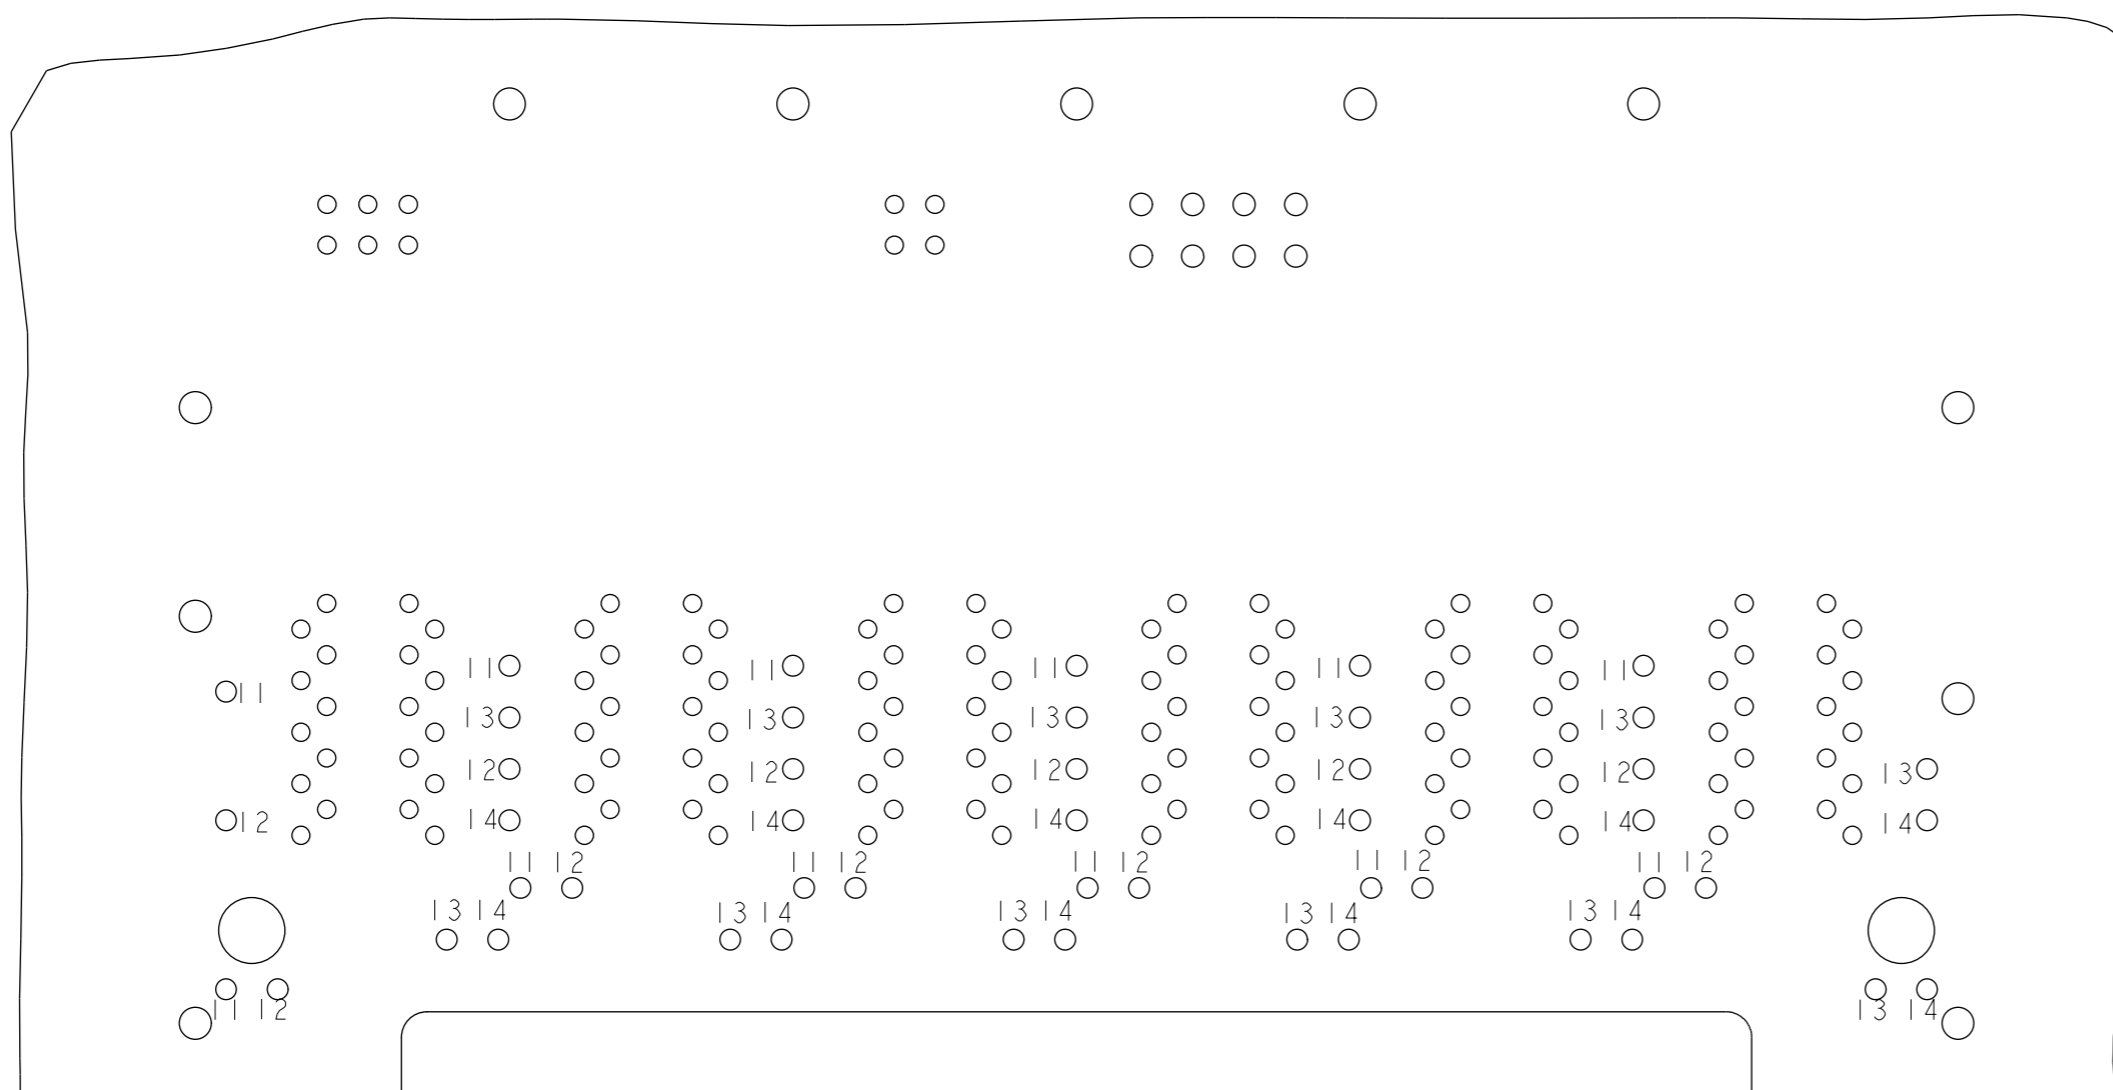 11 11 11 11 11
11
13 13 13 13 13
12 12 12 12 12 13
12 14 14 14 14 14 14
11 12 11 12 11 12 11 12 11 12
13 14 13 14 13 14 13 14 13 14
11 12 13 14